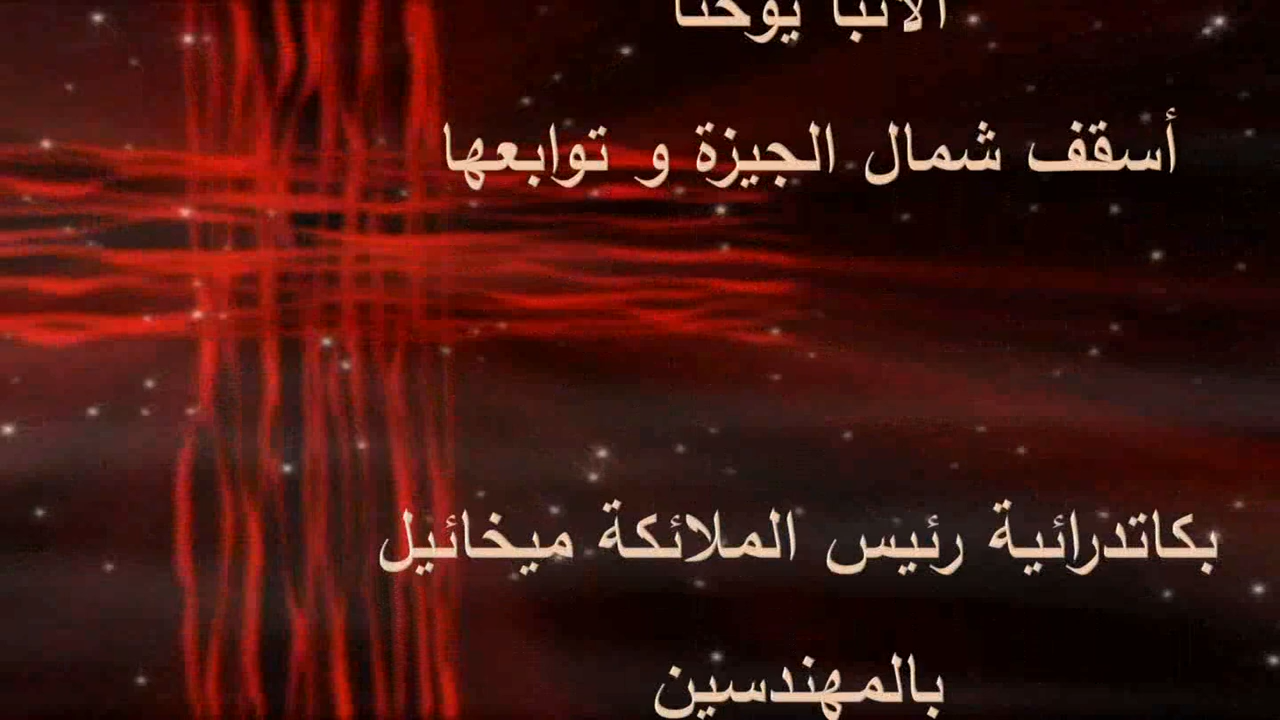 الأنبا يوحنا
أسقف شمال الجيزة و توابعها
بكاتدرائية رئيس الملائكة ميخائيل
بالمهندسين